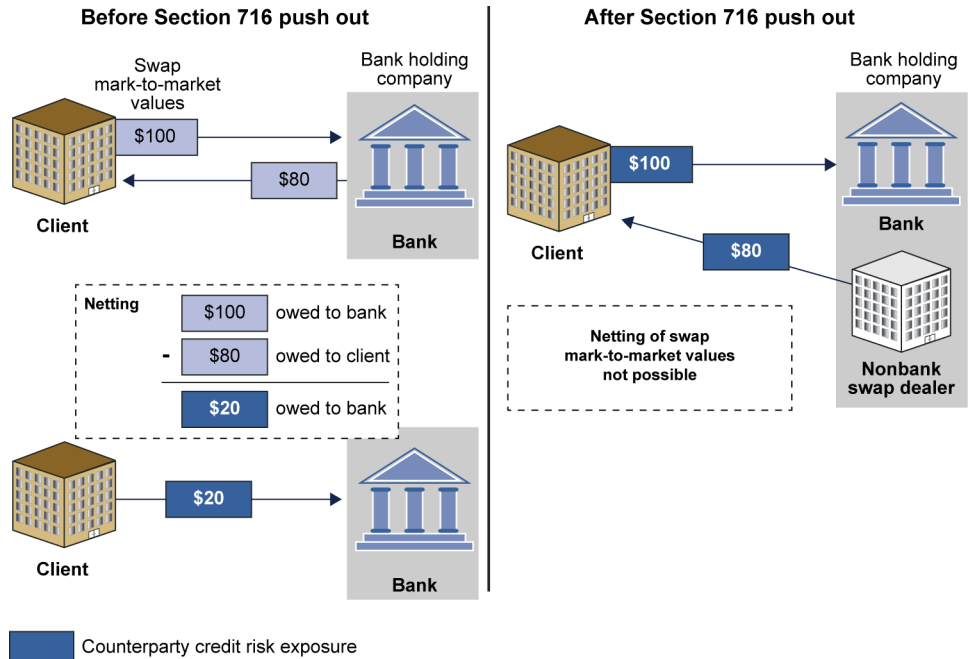 Before Section 716 push out
Swap
mark-to-market
values
Bank holding
company
$100
$80
Client
Bank
Netting
$100 owed to bank
- $80 owed to client
$20 owed to bank
$20
Client
Bank
After Section 716 push out
Bank holding
company
$100
Bank
Client
$80
Netting of swap
mark-to-market values
not possible
Nonbank
swap dealer
Counterparty credit risk exposure